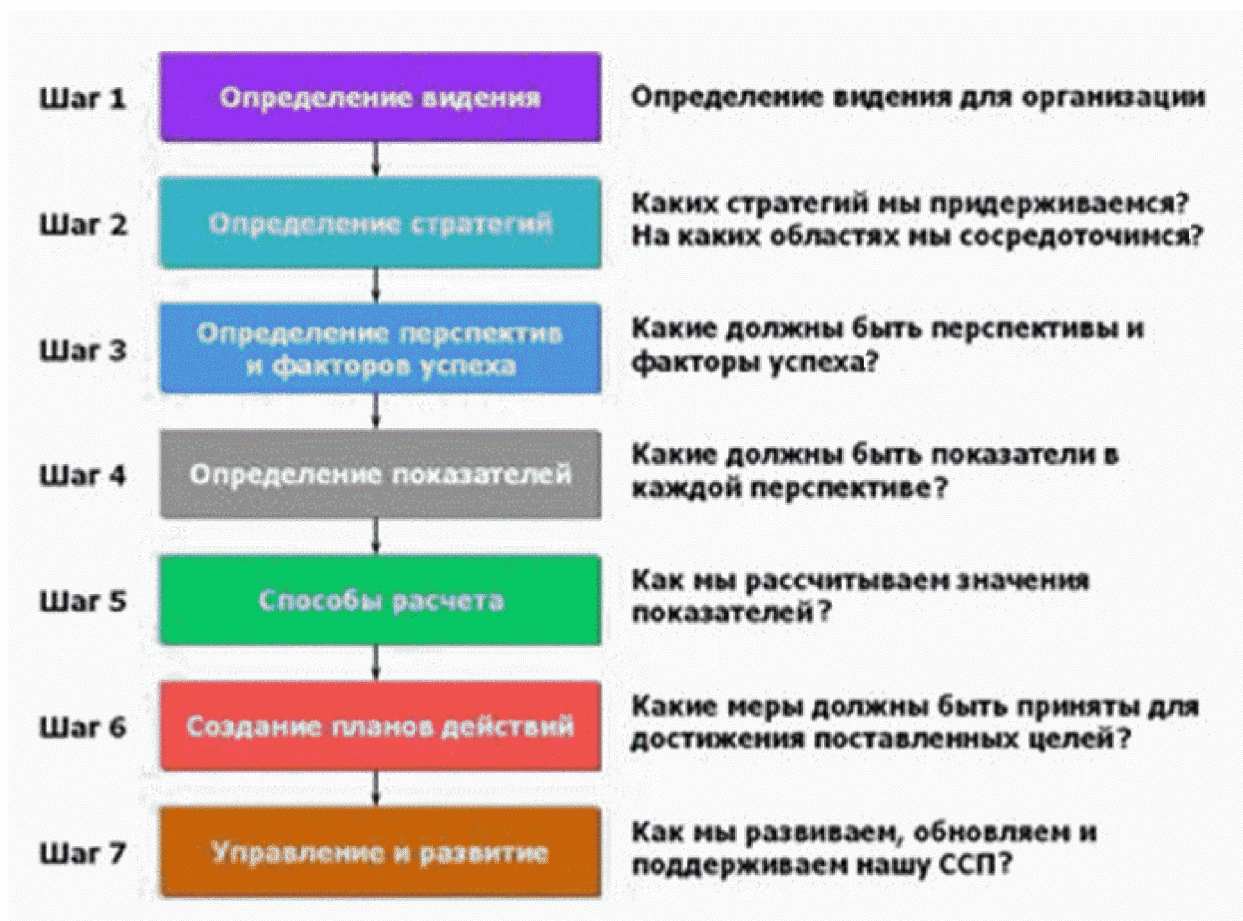 Шаг 1
Определение видения
Определение видения для организации
Шаг 2
Определение стратегий
Каких стратегий мы придерживаемся?
На каких областях мы сосредоточимся?
Шаг 3
Определение перспектив
и факторов успеха
Какие должны быть перспективы и
факторы успеха?
Шаг 4
Определение показателей
Какие должны быть показатели в
каждой перспективе?
Шаг 5
Способы расчета
Как мы рассчитываем значения
показателей?
Шаг 6
Создание планов действий
Какие меры должны быть приняты для
достижения поставленных целей?
Шаг 7
Управление и развитие
Как мы развиваем, обновляем и
поддерживаем нашу ССП?